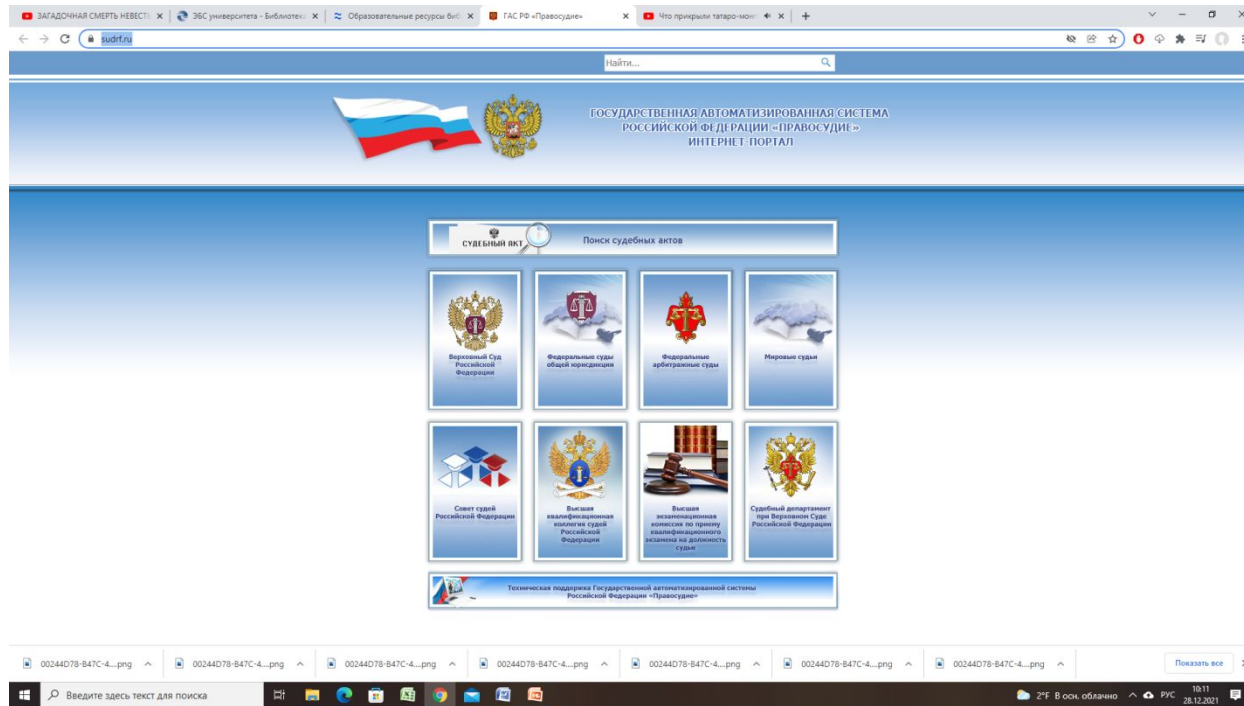 ЗАГАДОЧНАЯ СМЕРТЬ НЕВЕСТЬ
ЭБС университета - Библиотека
Образовательные ресурсы биб
ГАС РФ «Правосудие»
Что прикрыли татаро-монг
sudrf.ru
Найти...
ГОСУДАРСТВЕННАЯ АВТОМАТИЗИРОВАННАЯ СИСТЕМА
РОССИЙСКОЙ ФЕДЕРАЦИИ «ПРАВОСУДИЕ»
ИНТЕРНЕТ-ПОРТАЛ
СУДЕБНЫЙ АКТ
Поиск судебных актов
Верховный Суд
Российской
Федерации
Федеральные суды
общей юрисдикции
Федеральные
арбитражные суды
Мировые судьи
Совет судей
Российской Федерации
Высшая
квалификационная
коллегия судей
Российской
Федерации
Высшая
экзаменационная
комиссия по приему
квалификационного
экзамена на должность
судьи
Судебный департамент
при Верховном Суде
Российской Федерации
Техническая поддержка Государственной автоматизированной системы
Российской Федерации «Правосудие»
00244D78-B47C-4....png
00244D78-B47C-4....png
00244D78-B47C-4....png
00244D78-B47C-4....png
00244D78-B47C-4....png
00244D78-B47C-4....png
00244D78-B47C-4....png
Показать все
Введите здесь текст для поиска
2°F В осн. облачно
РУС
10:11
28.12.2021